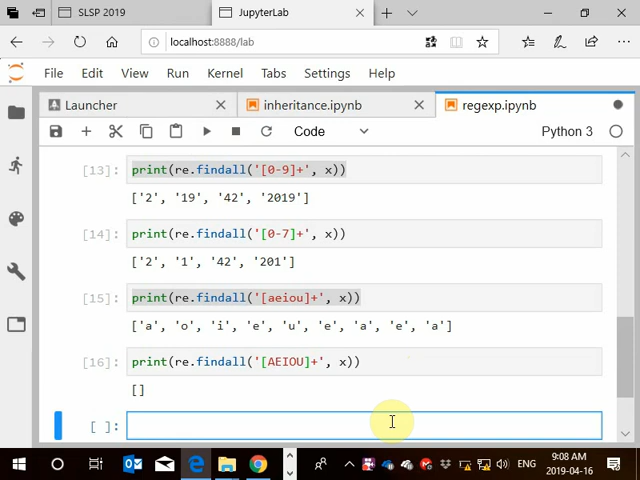 SLSP 2019
JupyterLab
localhost:8888/lab
File Edit View Run Kernel Tabs Settings Help
Launcher
inheritance.ipynb
regexp.ipynb
Code
Python 3
[13]: print(re.findall('[0-9]+', x))
['2', '19', '42', '2019']
[14]: print(re.findall('[0-7]+', x))
['2', '1', '42', '201']
[15]: print(re.findall('[aeiou]+', x))
['a', 'o', 'i', 'e', 'u', 'e', 'a', 'e', 'a']
[16]: print(re.findall('[AEIOU]+', x))
[]
[ ]:
ENG
9:08 AM
2019-04-16